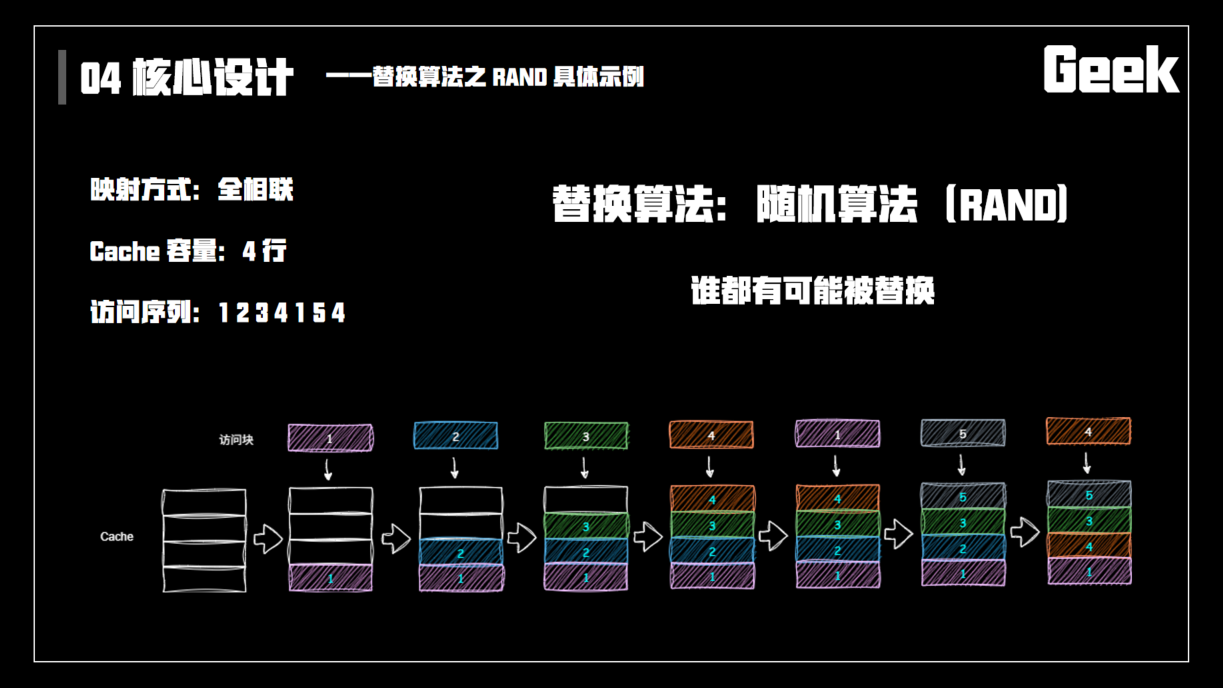 04 核心设计 ——替换算法之 RAND 具体示例
Geek
映射方式：全相联
Cache 容量：4 行
访问序列：1 2 3 4 1 5 4
替换算法：随机算法（RAND）
谁都有可能被替换
访问块 1 2 3 4 1 5 4
4 4 5 5
3 3 3 3 3
Cache
2 2 2 2 2 4
1 1 1 1 1 1 1